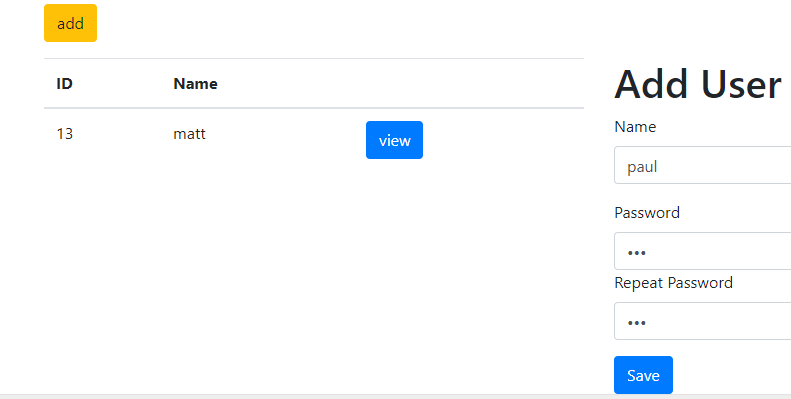 add
ID Name
13 matt view
Add User
Name
paul
Password
•••
Repeat Password
•••
Save